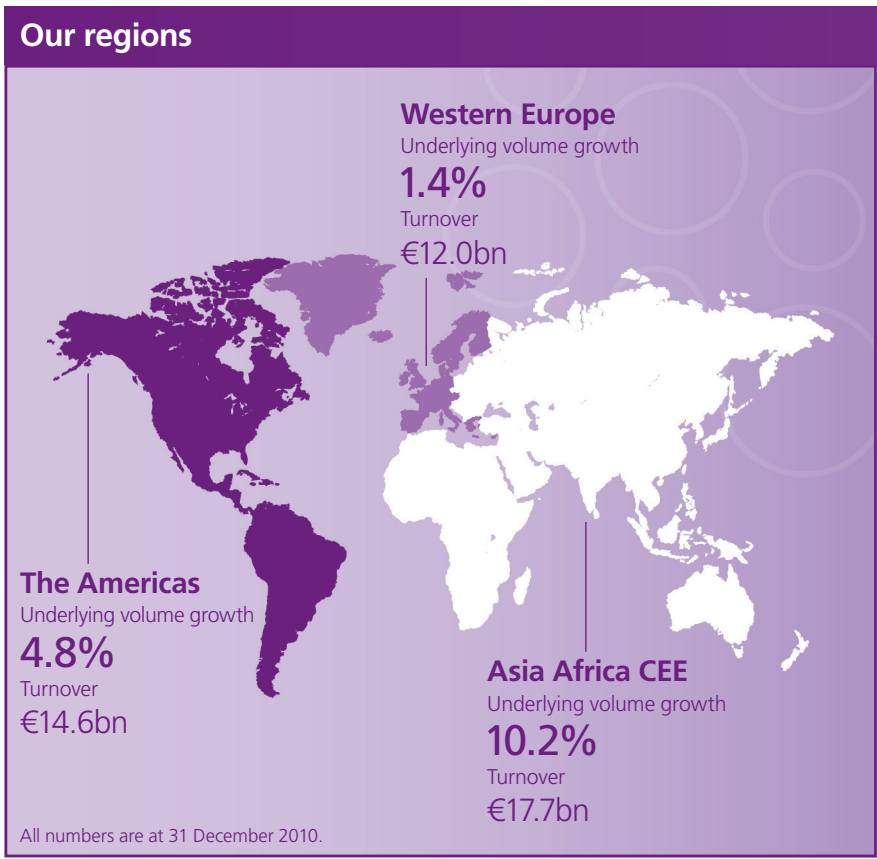 Our regions
Western Europe
Underlying volume growth
1.4%
Turnover
€12.0bn
The Americas
Underlying volume growth
4.8%
Turnover
€14.6bn
Asia Africa CEE
Underlying volume growth
10.2%
Turnover
€17.7bn
All numbers are at 31 December 2010.